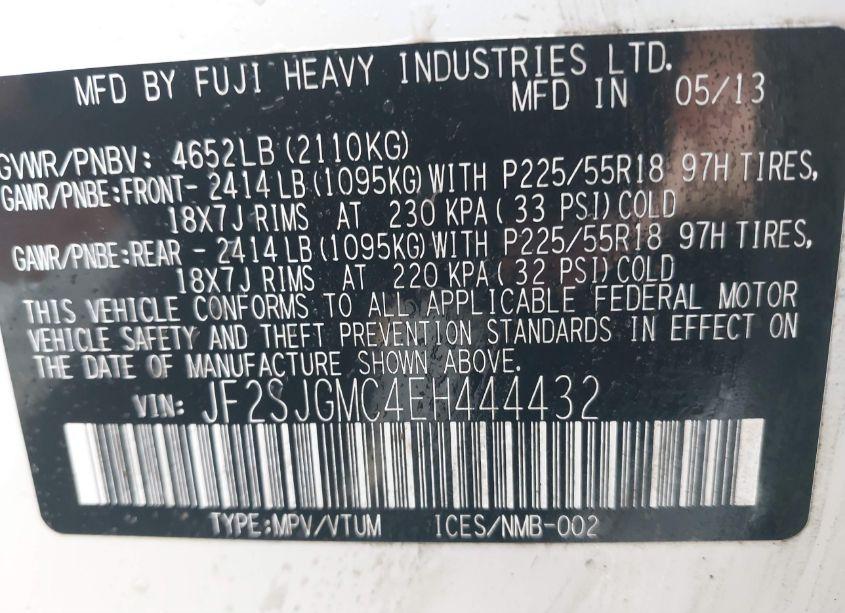 MFD BY FUJI HEAVY INDUSTRIES LTD.
MFD IN 05/13
GVWR/PNBV: 4652LB (2110KG)
GAWR/PNBE:FRONT- 2414 LB (1095KG) WITH P225/55R18 97H TIRES,
18X7J RIMS AT 230 KPA ( 33 PSI) COLD
GAWR/PNBE:REAR - 2414 LB (1095KG) WITH P225/55R18 97H TIRES,
18X7J RIMS AT 220 KPA ( 32 PSI) COLD
THIS VEHICLE CONFORMS TO ALL APPLICABLE FEDERAL MOTOR
VEHICLE SAFETY AND THEFT PREVENTION STANDARDS IN EFFECT ON
THE DATE OF MANUFACTURE SHOWN ABOVE.
VIN: JF2SJGMC4EH444432
TYPE:MPV/VTUM ICES/NMB-002